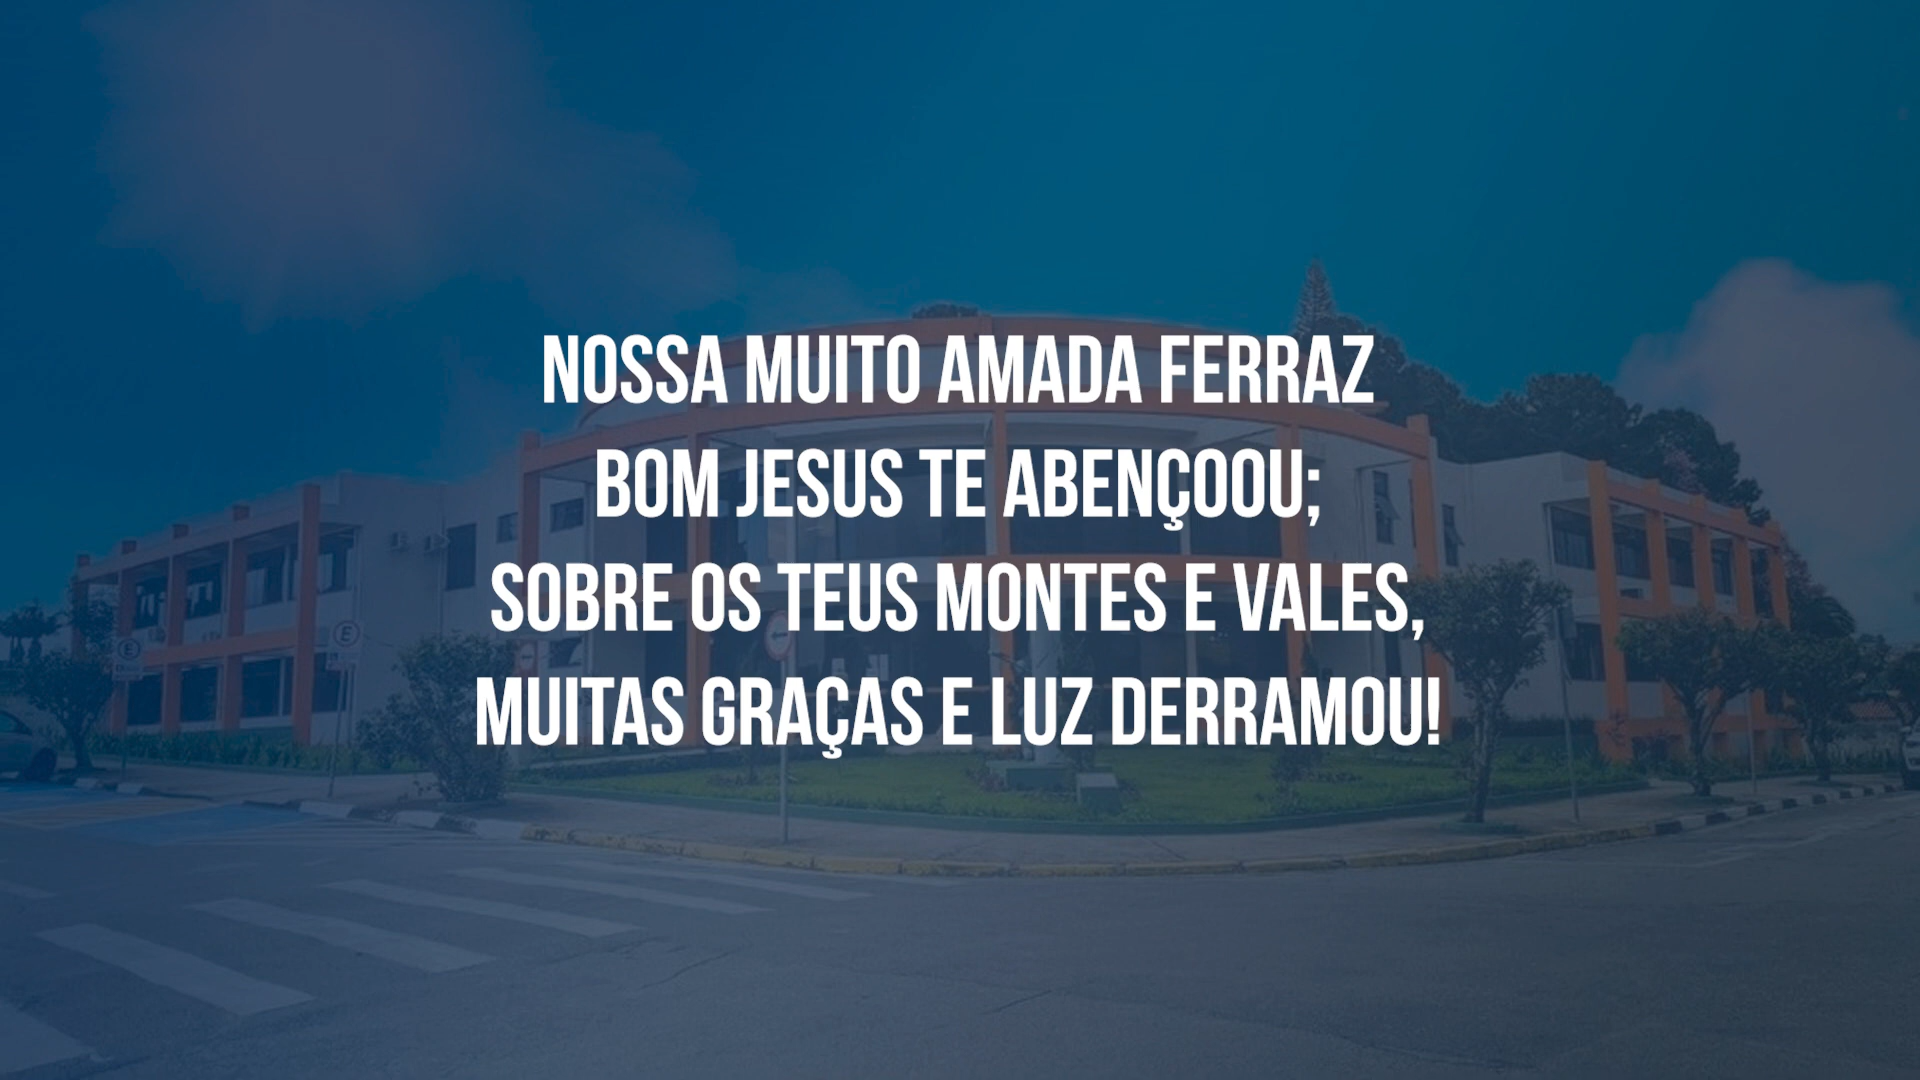 NOSSA MUITO AMADA FERRAZ
BOM JESUS TE ABENÇOOU;
SOBRE OS TEUS MONTES E VALES,
MUITAS GRAÇAS E LUZ DERRAMOU!
E
E